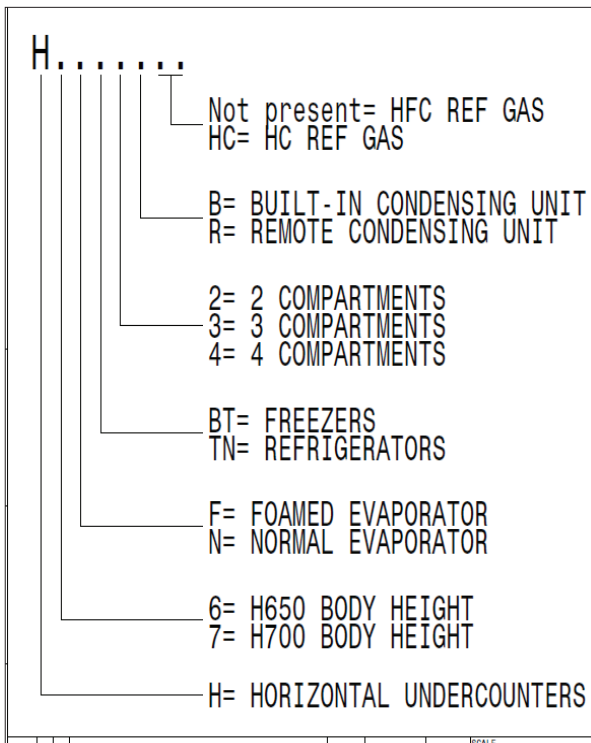 H.......
Not present= HFC REF GAS
HC= HC REF GAS
B= BUILT-IN CONDENSING UNIT
R= REMOTE CONDENSING UNIT
2= 2 COMPARTMENTS
3= 3 COMPARTMENTS
4= 4 COMPARTMENTS
BT= FREEZERS
TN= REFRIGERATORS
F= FOAMED EVAPORATOR
N= NORMAL EVAPORATOR
6= H650 BODY HEIGHT
7= H700 BODY HEIGHT
H= HORIZONTAL UNDERCOUNTERS
SCALE